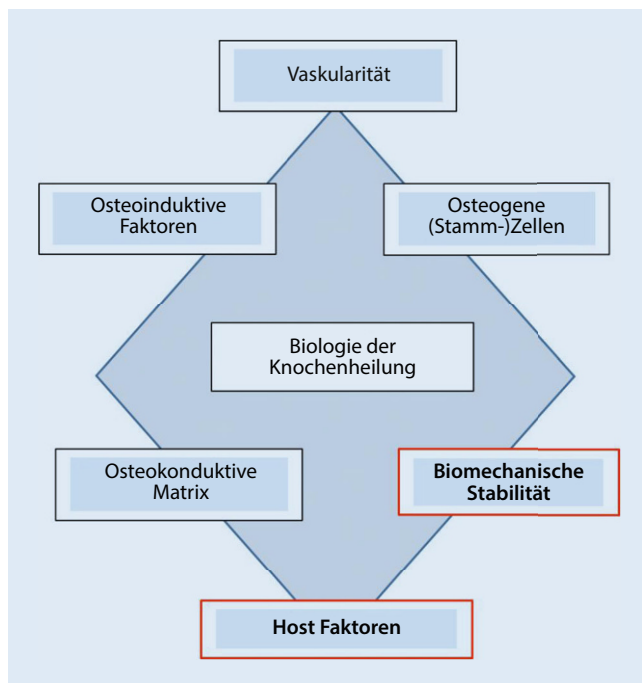 Vaskularität
Osteoinduktive
Faktoren
Osteogene
(Stamm-)Zellen
Biologie der
Knochenheilung
Osteokonduktive
Matrix
Biomechanische
Stabilität
Host Faktoren